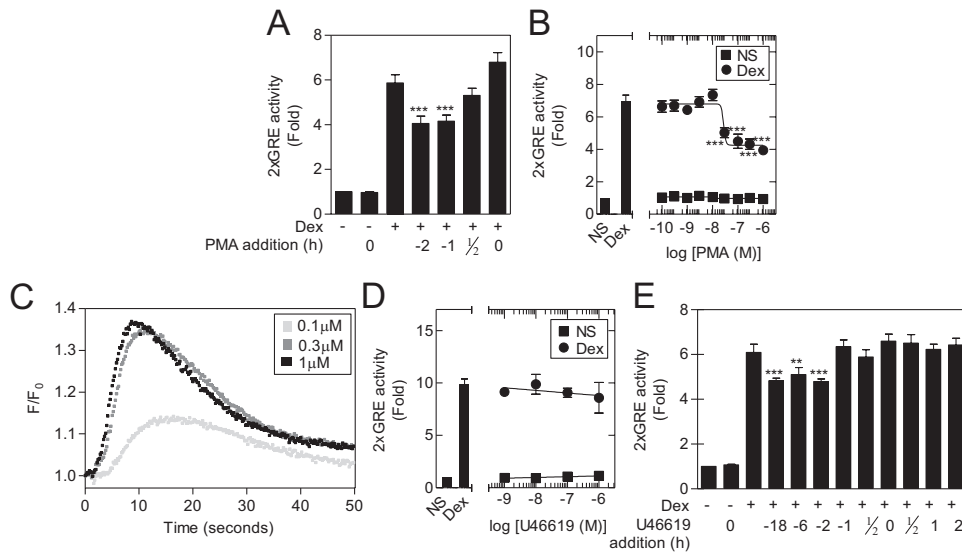 A
2xGRE activity
(Fold)
8
6
4
2
0
*** ***
Dex - - + + + + +
PMA addition (h) 0 -2 -1 ½ 0
B
2xGRE activity
(Fold)
10
8
6
4
2
0
NS
Dex
NS
Dex
***
***
***
***
-10 -9 -8 -7 -6
log [PMA (M)]
C
F/F0
1.4
1.3
1.2
1.1
1.0
0.1µM
0.3µM
1µM
0 10 20 30 40 50
Time (seconds)
D
2xGRE activity
(Fold)
15
10
5
0
NS
Dex
NS
Dex
-9 -8 -7 -6
log [U46619 (M)]
E
2xGRE activity
(Fold)
8
6
4
2
0
*** ** ***
Dex - - + + + + + + + + +
U46619 0 -18 -6 -2 -1 ½ 0 ½ 1 2
addition (h)